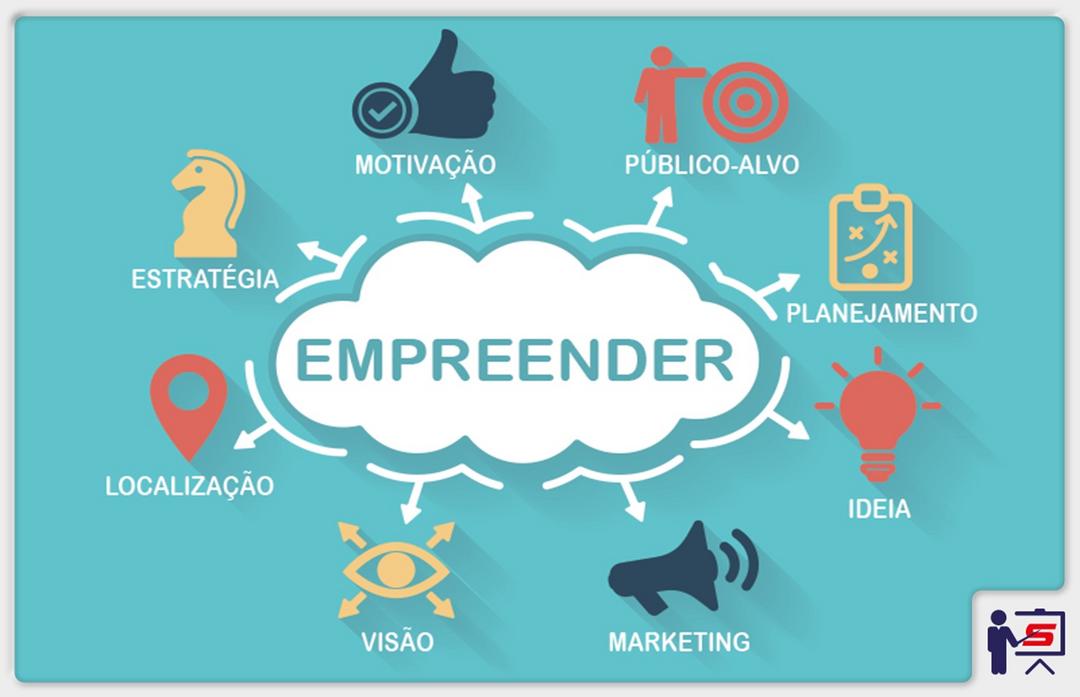 MOTIVAÇÃO
PÚBLICO-ALVO
ESTRATÉGIA
PLANEJAMENTO
EMPREENDER
LOCALIZAÇÃO
IDEIA
VISÃO
MARKETING
S